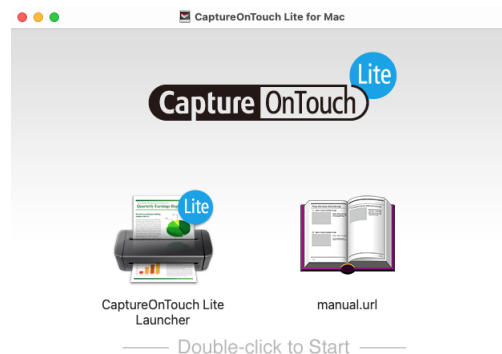 CaptureOnTouch Lite for Mac
Lite
Capture OnTouch
Lite
CaptureOnTouch Lite
Launcher
manual.url
Double-click to Start